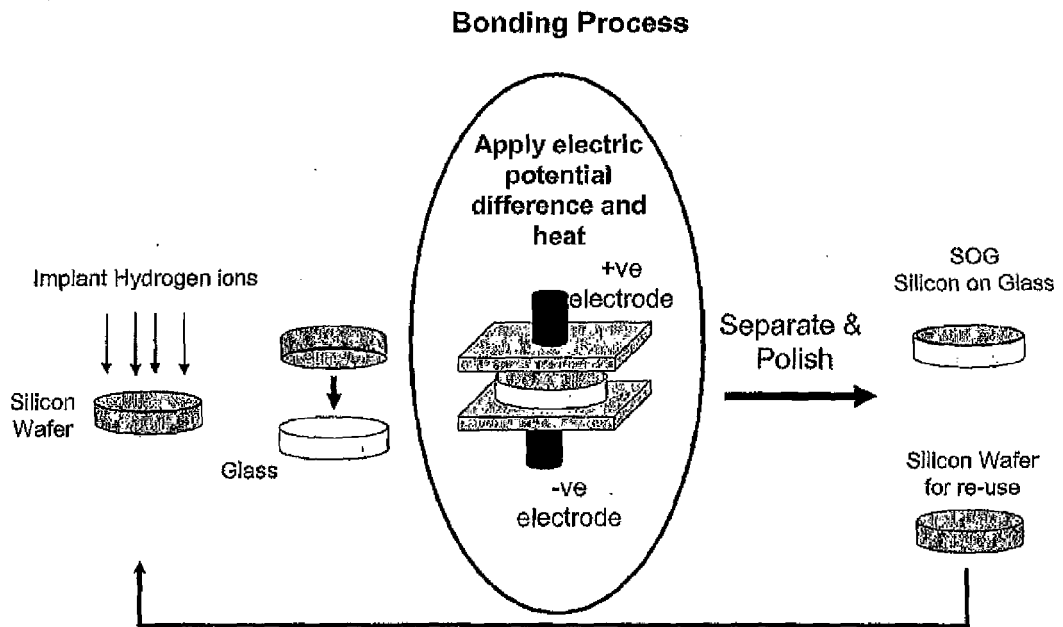 Bonding Process
Apply electric
potential
difference and
heat
Implant Hydrogen ions
+ve
electrode
SOG
Silicon on Glass
Separate &
Polish
Silicon
Wafer
Glass
-ve
electrode
Silicon Wafer
for re-use